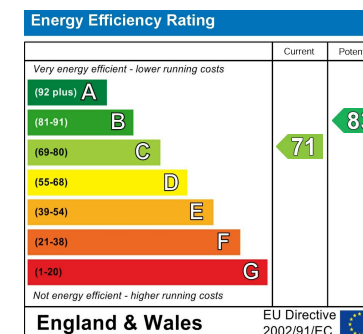 Energy Efficiency Rating
Current
Very energy efficient - lower running costs
(92 plus) A
(81-91) B
(69-80) C 71
(55-68) D
(39-54) E
(21-38) F
(1-20) G
Not energy efficient - higher running costs
England & Wales
EU Directive
2002/91/EC